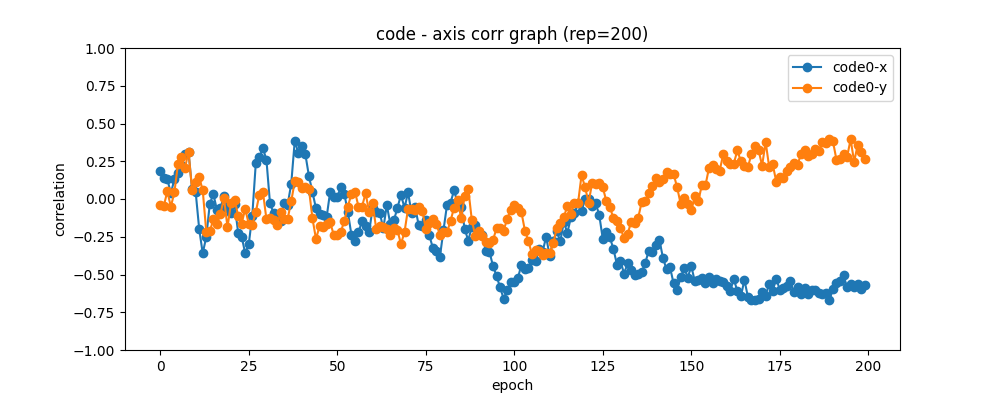 code - axis corr graph (rep=200)
1.00
0.75
0.50
0.25
0.00
−0.25
−0.50
−0.75
−1.00
correlation
code0-x
code0-y
0 25 50 75 100 125 150 175 200
epoch